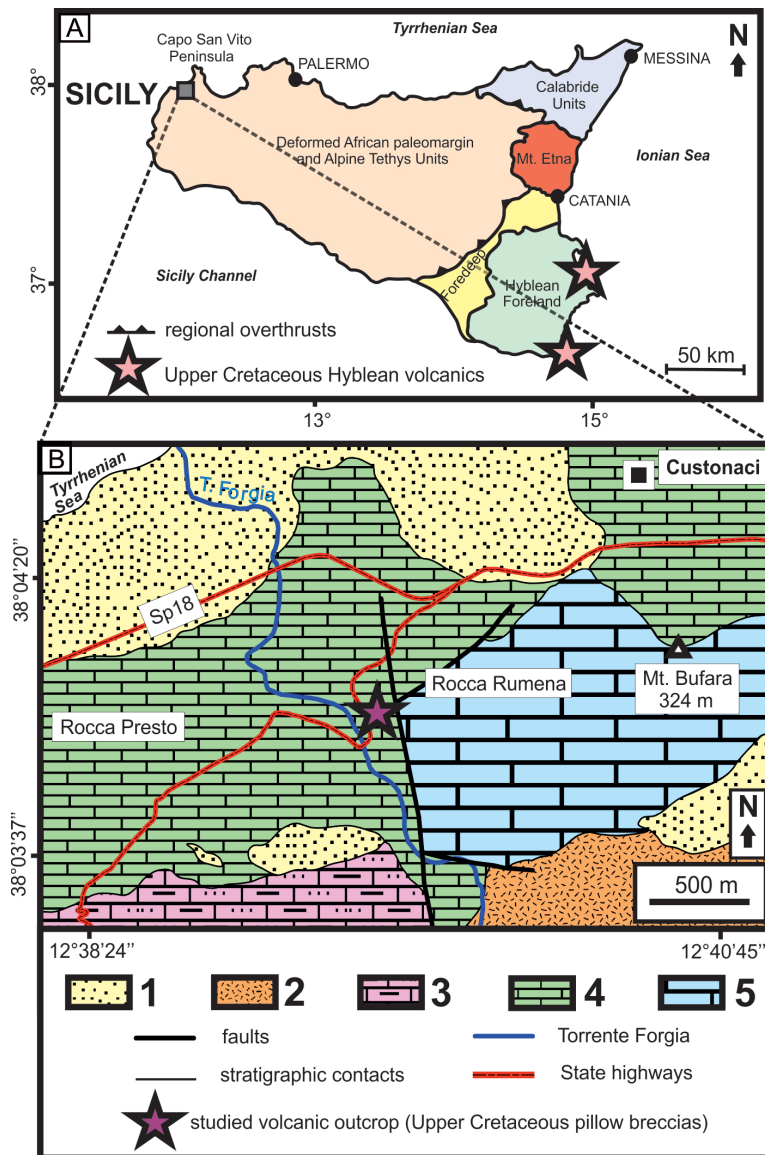 A
Tyrrhenian Sea
N
Capo San Vito
Peninsula
PALERMO
MESSINA
38°
SICILY
Calabride
Units
Deformed African paleomargin
and Alpine Tethys Units
Mt. Etna
Ionian Sea
CATANIA
Sicily Channel
Foredeep
Hyblean
Foreland
37°
regional overthrusts
Upper Cretaceous Hyblean volcanics
50 km
13°
15°
B
Tyrrhenian
Sea
T. Forgia
Custonaci
38°04'20"
Sp18
Rocca Rumena
Mt. Bufara
324 m
Rocca Presto
N
38°03'37"
500 m
12°38'24"
12°40'45"
1
2
3
4
5
faults
Torrente Forgia
stratigraphic contacts
State highways
studied volcanic outcrop (Upper Cretaceous pillow breccias)